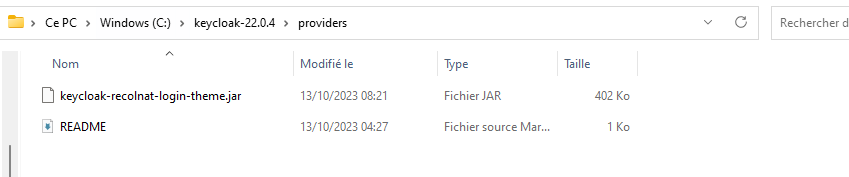 Ce PC > Windows (C:) > keycloak-22.0.4 > providers
Rechercher d
Nom Modifié le Type Taille
keycloak-recolnat-login-theme.jar 13/10/2023 08:21 Fichier JAR 402 Ko
README 13/10/2023 04:27 Fichier source Mar... 1 Ko